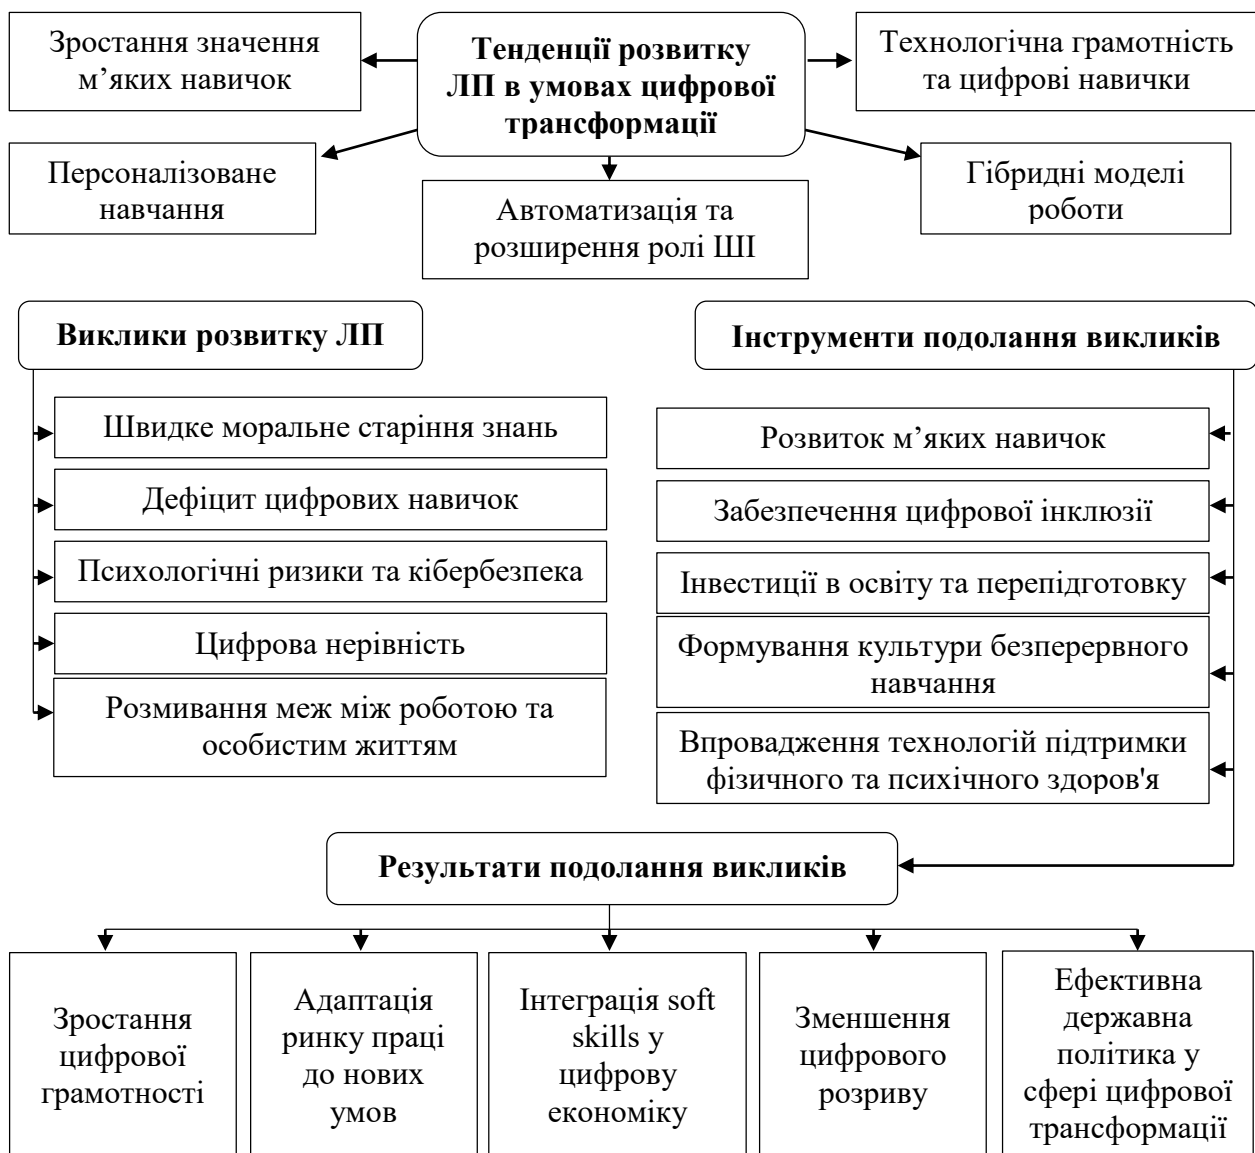 Зростання значення
м’яких навичок
Тенденції розвитку
ЛП в умовах цифрової
трансформації
Технологічна грамотність
та цифрові навички
Персоналізоване
навчання
Автоматизація та
розширення ролі ШІ
Гібридні моделі
роботи
Виклики розвитку ЛП
Швидке моральне старіння знань
Дефіцит цифрових навичок
Психологічні ризики та кібербезпека
Цифрова нерівність
Розмивання меж між роботою та
особистим життям
Інструменти подолання викликів
Розвиток м’яких навичок
Забезпечення цифрової інклюзії
Інвестиції в освіту та перепідготовку
Формування культури безперервного
навчання
Впровадження технологій підтримки
фізичного та психічного здоров'я
Результати подолання викликів
Зростання
цифрової
грамотності
Адаптація
ринку праці
до нових
умов
Інтеграція soft
skills у
цифрову
економіку
Зменшення
цифрового
розриву
Ефективна
державна
політика у
сфері цифрової
трансформації